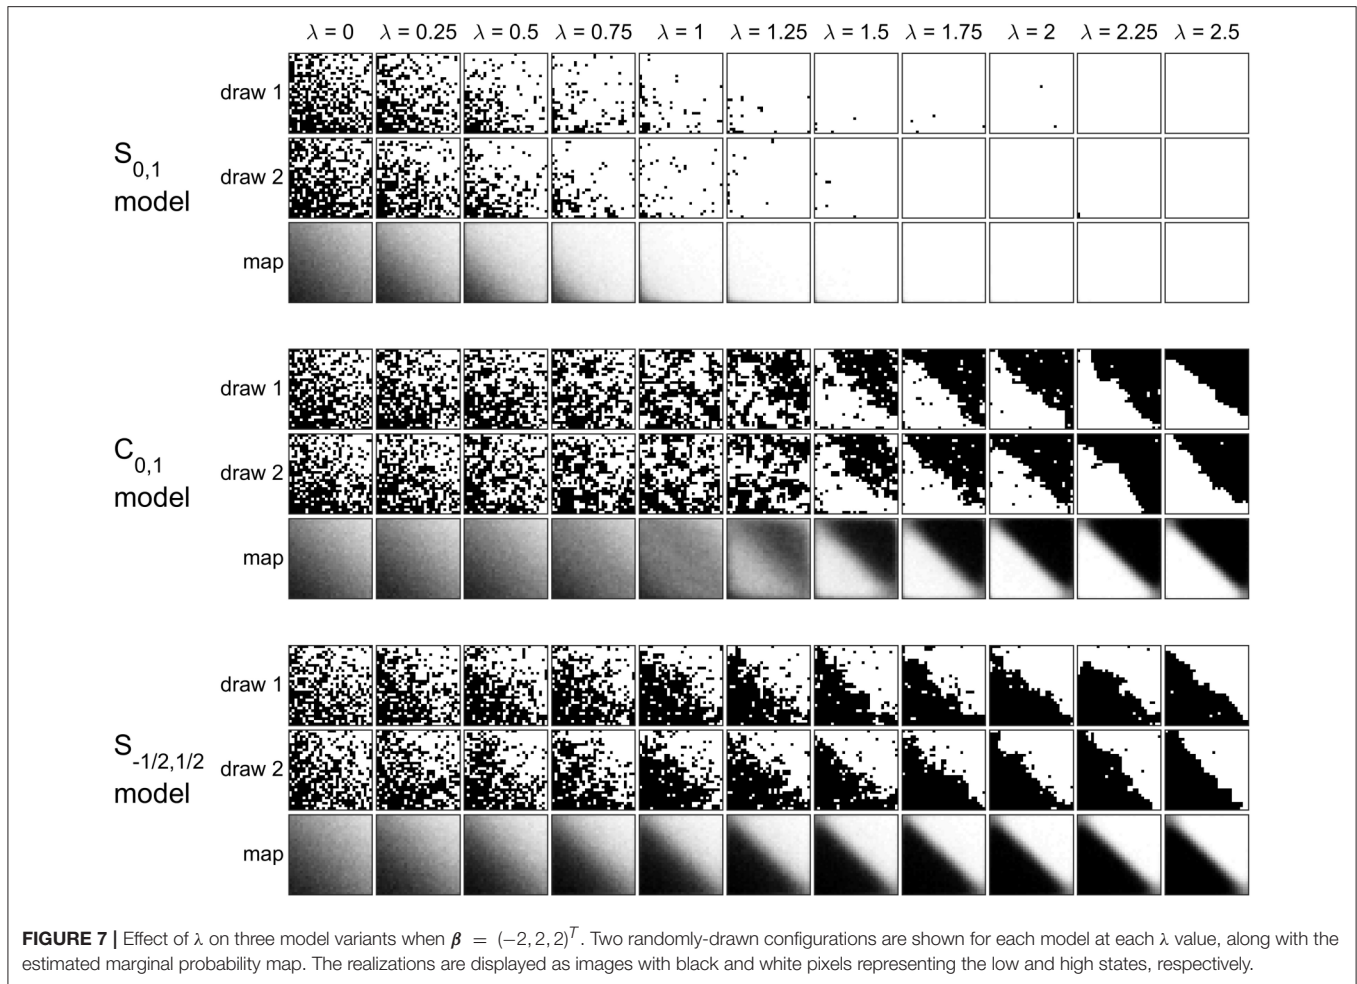 λ = 0 λ = 0.25 λ = 0.5 λ = 0.75 λ = 1 λ = 1.25 λ = 1.5 λ = 1.75 λ = 2 λ = 2.25 λ = 2.5
draw 1
S0,1 model
draw 2
map
draw 1
C0,1 model
draw 2
map
draw 1
S-1/2,1/2 model
draw 2
map
FIGURE 7 | Effect of λ on three model variants when β = (−2, 2, 2)^T. Two randomly-drawn configurations are shown for each model at each λ value, along with the
estimated marginal probability map. The realizations are displayed as images with black and white pixels representing the low and high states, respectively.